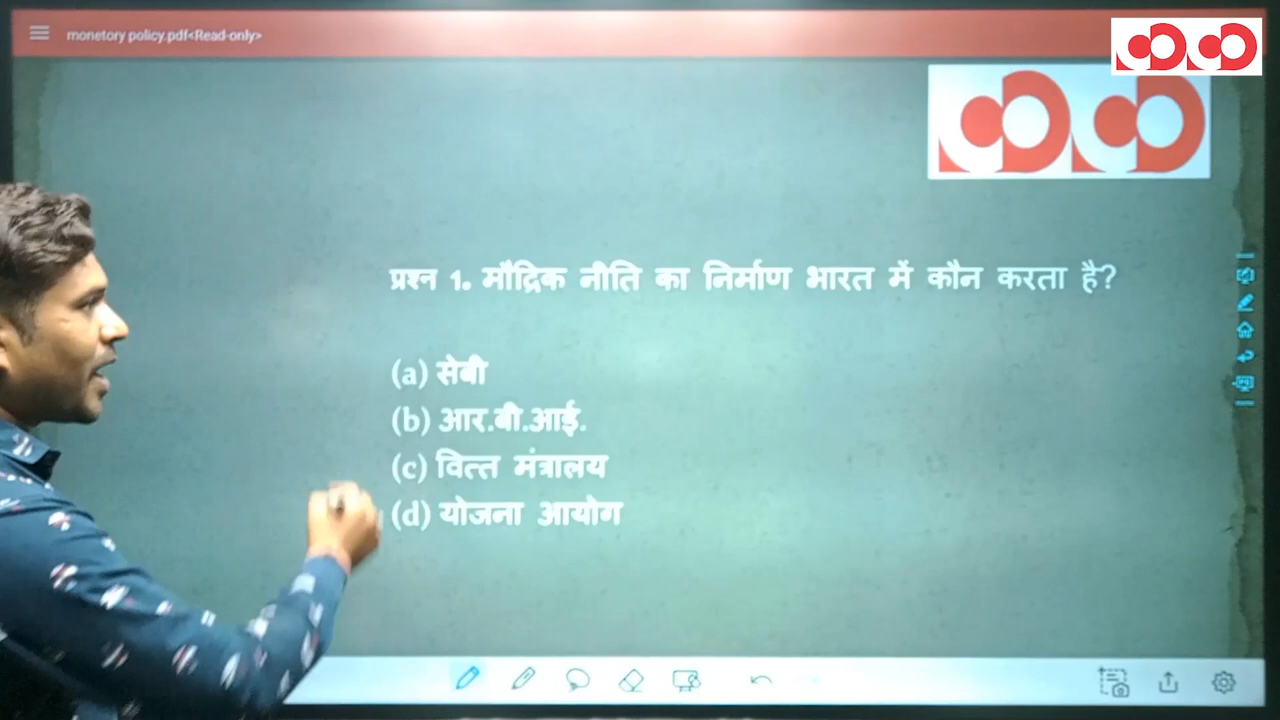 monetory policy.pdf<Read-only>
प्रश्न 1. मौद्रिक नीति का निर्माण भारत में कौन करता है?
(a) सेबी
(b) आर.बी.आई.
(c) वित्त मंत्रालय
(d) योजना आयोग